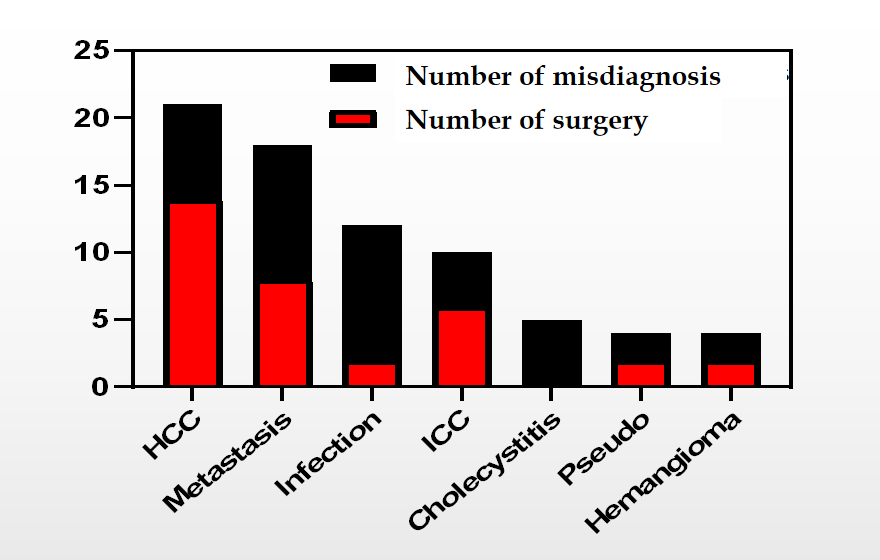 25
20
15
10
5
0
Number of misdiagnosis
Number of surgery
HCC
Metastasis
Infection
ICC
Cholecystitis
Pseudo
Hemangioma